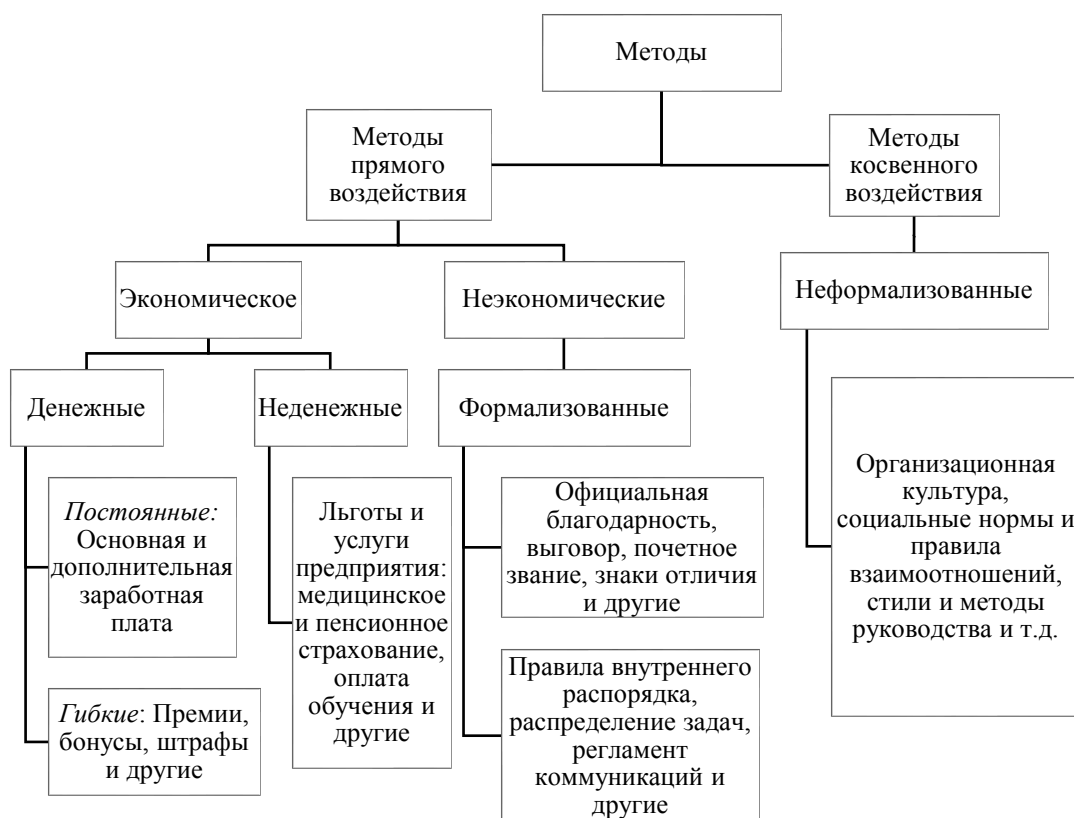 Методы
Методы
прямого
воздействия
Методы
косвенного
воздействия
Экономическое
Неэкономические
Неформализованные
Денежные
Неденежные
Формализованные
Постоянные:
Основная и
дополнительная
заработная
плата
Гибкие: Премии,
бонусы, штрафы
и другие
Льготы и
услуги
предприятия:
медицинское
и пенсионное
страхование,
оплата
обучения и
другие
Официальная
благодарность,
выговор, почетное
звание, знаки отличия
и другие
Правила внутреннего
распорядка,
распределение задач,
регламент
коммуникаций и
другие
Организационная
культура,
социальные нормы и
правила
взаимоотношений,
стили и методы
руководства и т.д.